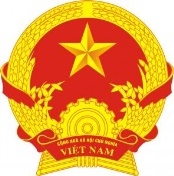 CỘNG HÒA XÃ HỘI CHỦ NGHĨA
VIỆT NAM